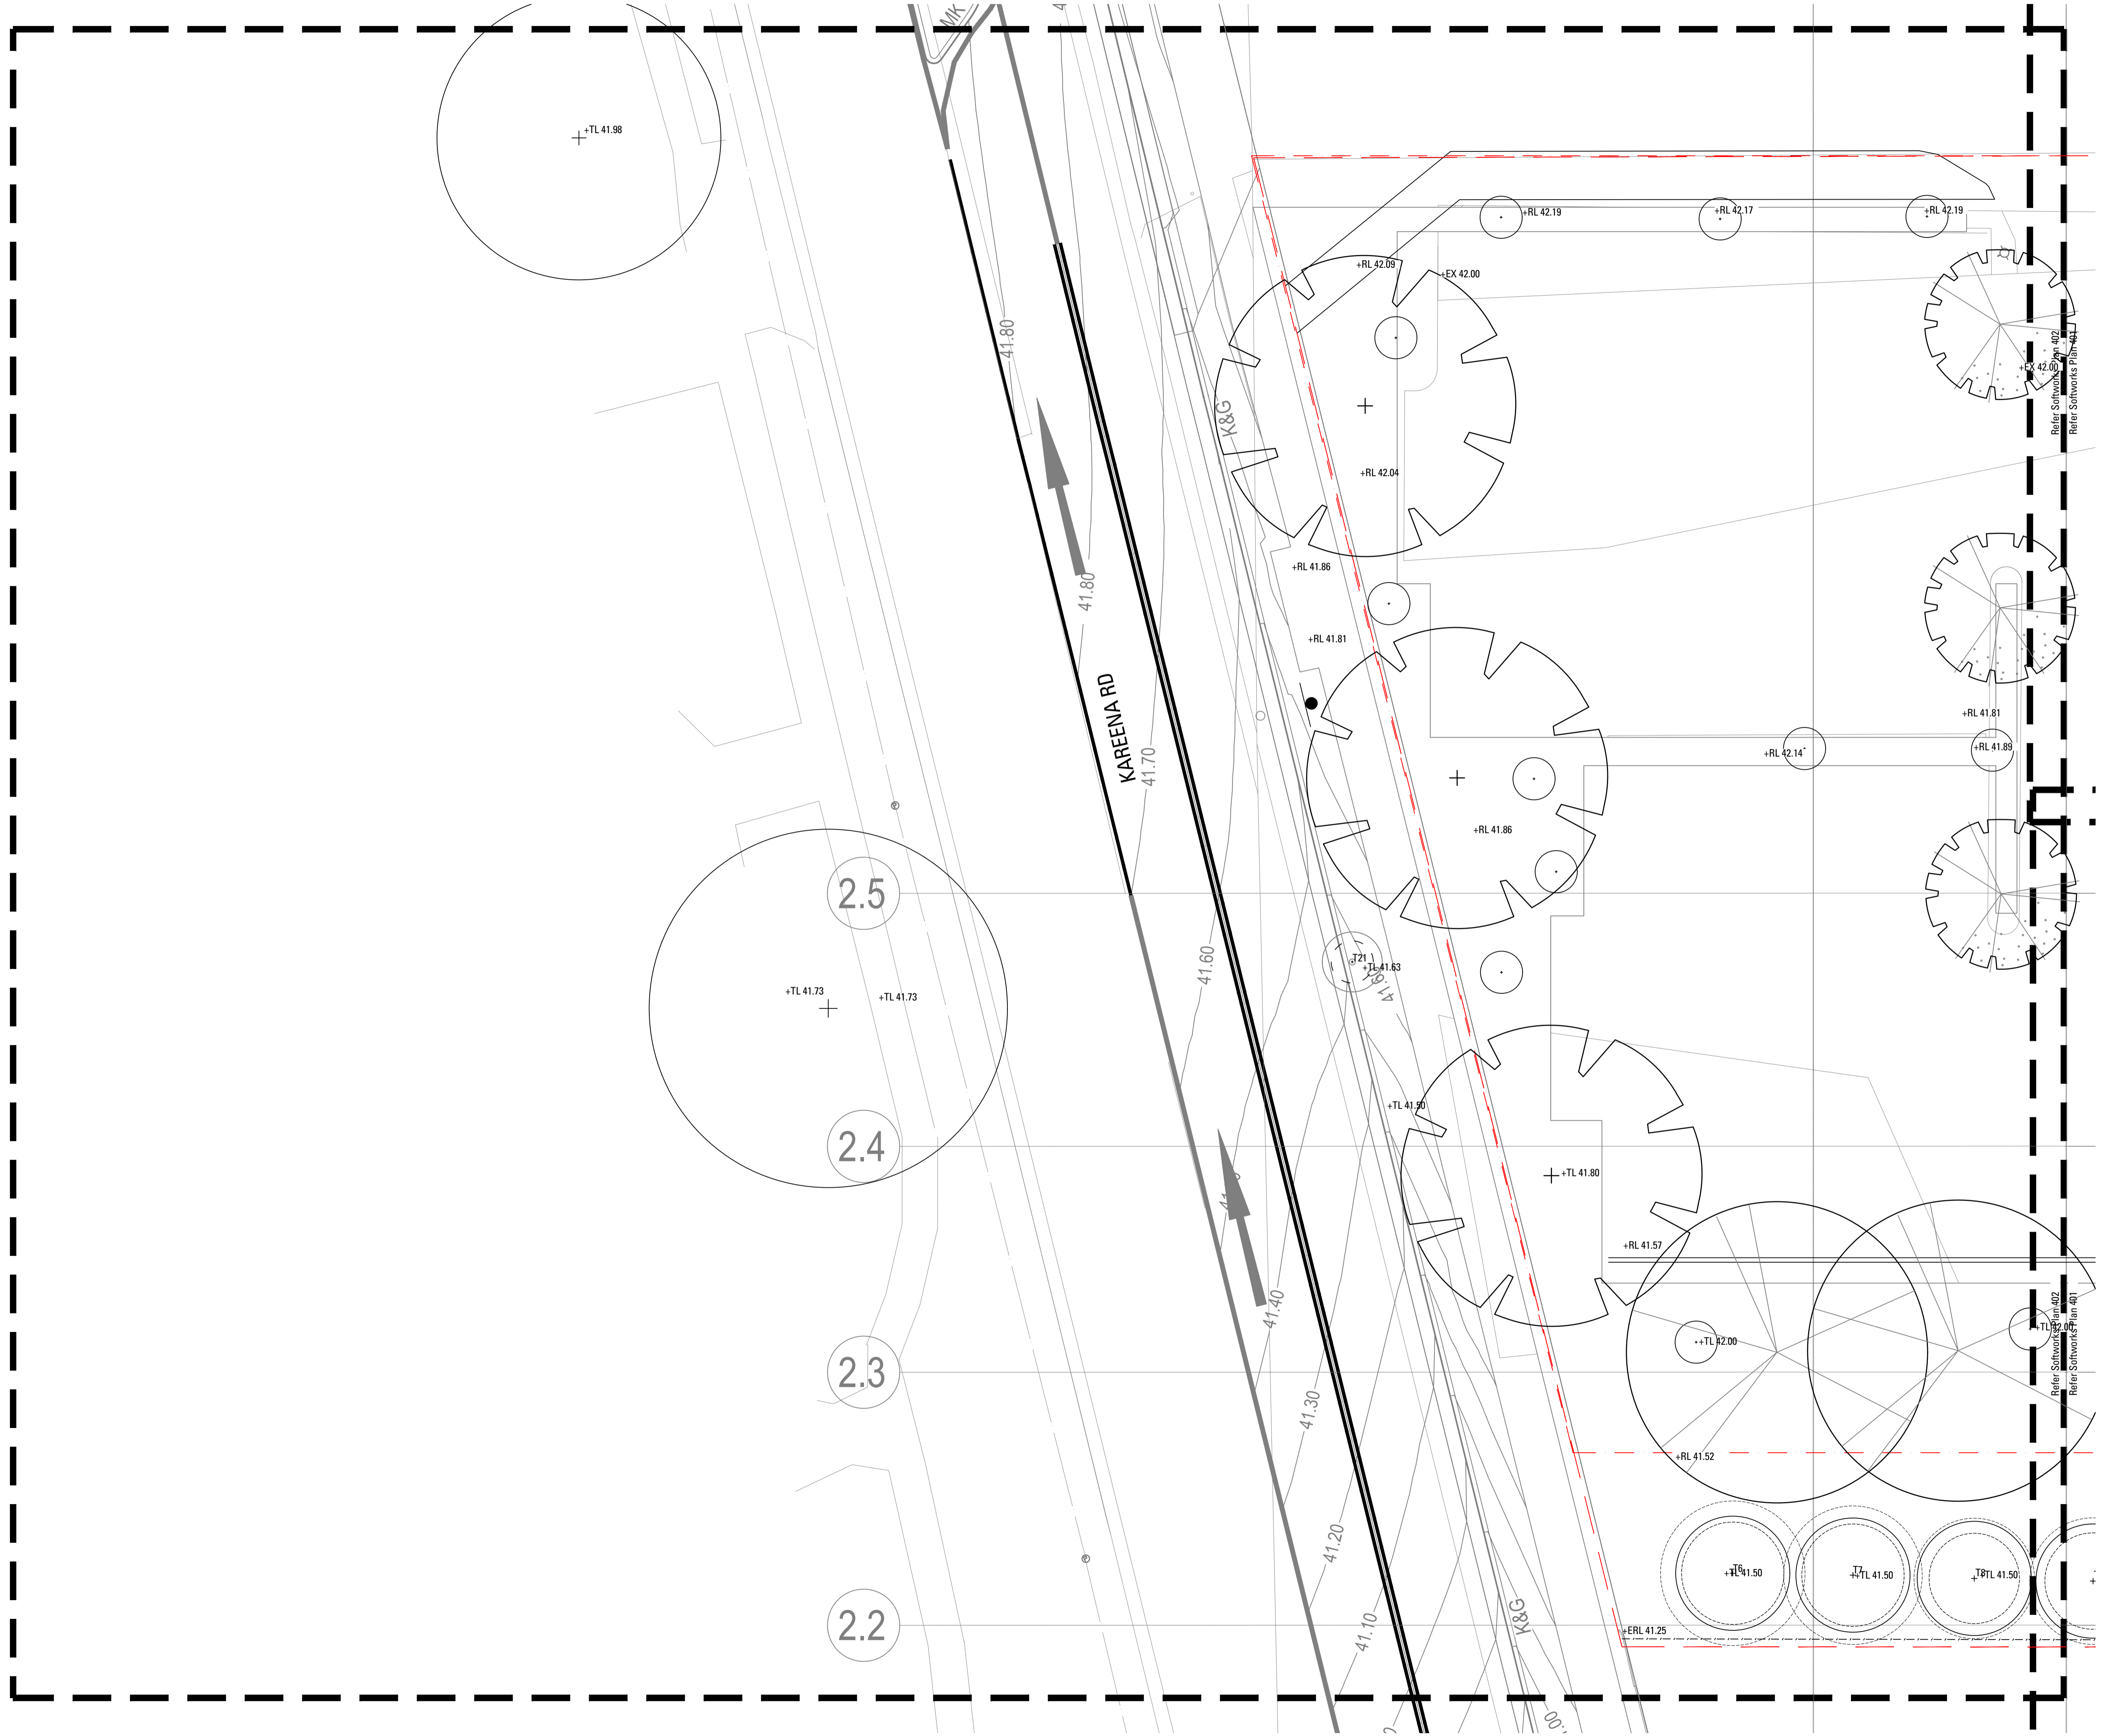 MK
+TL 41.98
+RL 42.19
+RL 42.17
+RL 42.19
+RL 42.09
+EX 42.00
41.80
Refer Softworks Plan 402
Refer Softworks Plan 401
+EX 42.00
K&G
+RL 42.04
+RL 41.86
41.80
+RL 41.81
KAREENA RD
+RL 41.81
41.70
+RL 42.14
+RL 41.89
+RL 41.86
2.5
41.60
T21
+TL 41.63
+TL 41.73
+TL 41.73
+TL 41.50
2.4
+TL 41.80
+RL 41.57
41.40
Refer Softworks Plan 402
Refer Softworks Plan 401
+TL 42.00
+TL 42.00
2.3
41.30
+RL 41.52
41.20
T6
+TL 41.50
T7
+TL 41.50
T8
+TL 41.50
2.2
41.10
K&G
+ERL 41.25